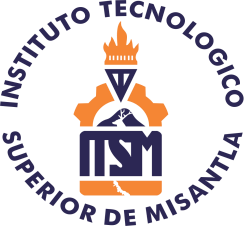 INSTITUTO TECNOLOGICO
ITSM
SUPERIOR DE MISANTLA